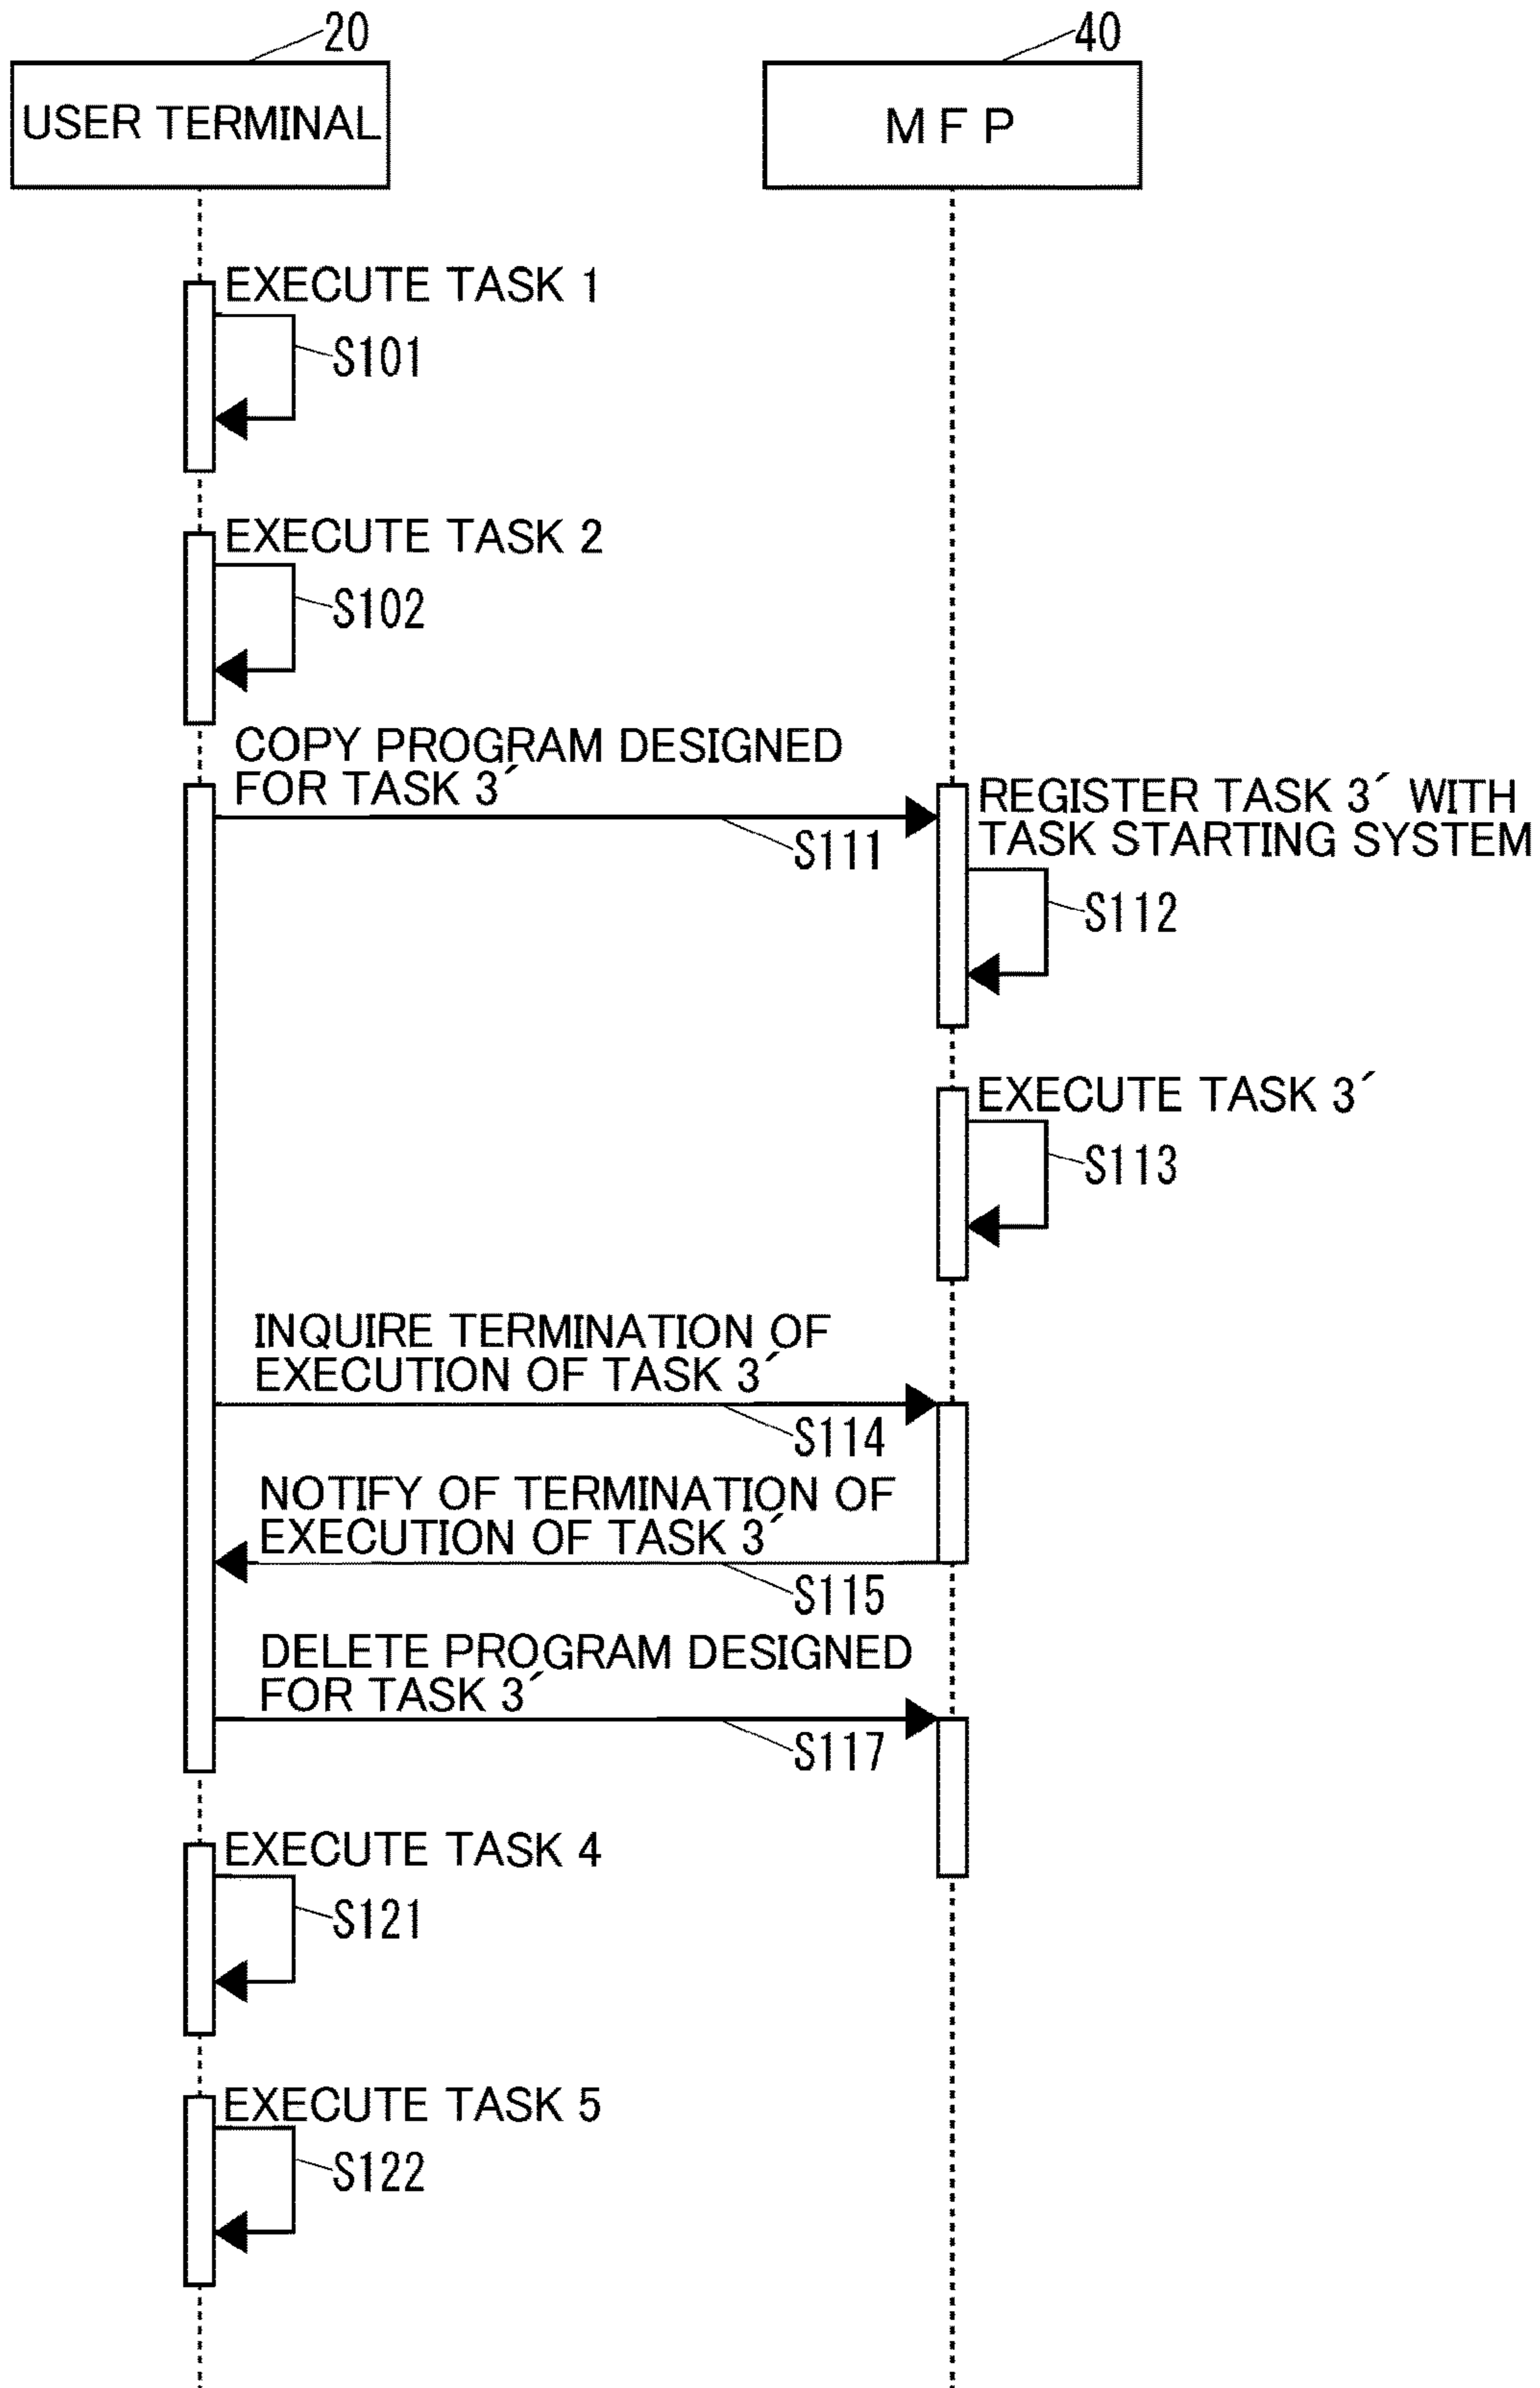 20
40
USER TERMINAL
MFP
EXECUTE TASK 1
S101
EXECUTE TASK 2
S102
COPY PROGRAM DESIGNED
FOR TASK 3´
S111
REGISTER TASK 3´ WITH
TASK STARTING SYSTEM
S112
EXECUTE TASK 3´
S113
INQUIRE TERMINATION OF
EXECUTION OF TASK 3´
S114
NOTIFY OF TERMINATION OF
EXECUTION OF TASK 3´
S115
DELETE PROGRAM DESIGNED
FOR TASK 3´
S117
EXECUTE TASK 4
S121
EXECUTE TASK 5
S122